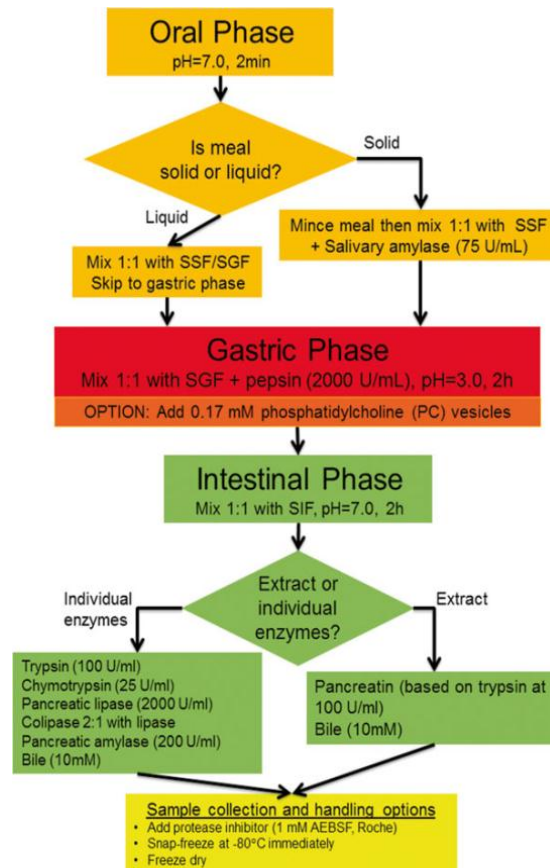 Oral Phase
pH=7.0, 2min
Is meal
solid or liquid?
Solid
Liquid
Mince meal then mix 1:1 with SSF
+ Salivary amylase (75 U/mL)
Mix 1:1 with SSF/SGF
Skip to gastric phase
Gastric Phase
Mix 1:1 with SGF + pepsin (2000 U/mL), pH=3.0, 2h
OPTION: Add 0.17 mM phosphatidylcholine (PC) vesicles
Intestinal Phase
Mix 1:1 with SIF, pH=7.0, 2h
Extract or
individual
enzymes?
Individual
enzymes
Extract
Trypsin (100 U/ml)
Chymotrypsin (25 U/ml)
Pancreatic lipase (2000 U/ml)
Colipase 2:1 with lipase
Pancreatic amylase (200 U/ml)
Bile (10mM)
Pancreatin (based on trypsin at
100 U/ml)
Bile (10mM)
Sample collection and handling options
• Add protease inhibitor (1 mM AEBSF, Roche)
• Snap-freeze at -80°C immediately
• Freeze dry